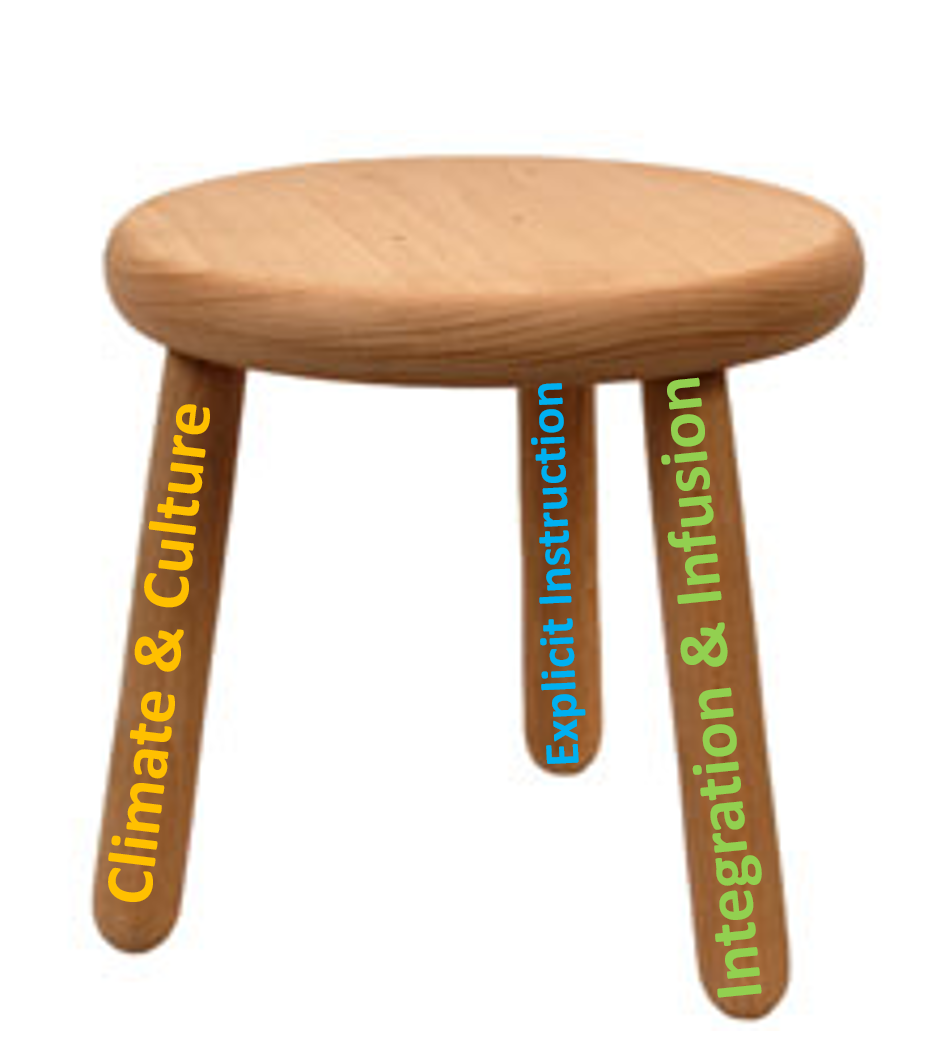 Climate & Culture
Explicit Instruction
Integration & Infusion